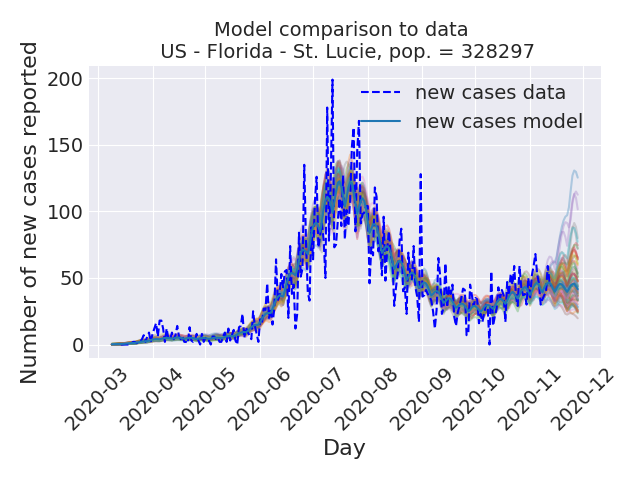 Model comparison to data
US - Florida - St. Lucie, pop. = 328297
Number of new cases reported
200
150
100
50
0
new cases data
new cases model
2020-03
2020-04
2020-05
2020-06
2020-07
2020-08
2020-09
2020-10
2020-11
2020-12
Day